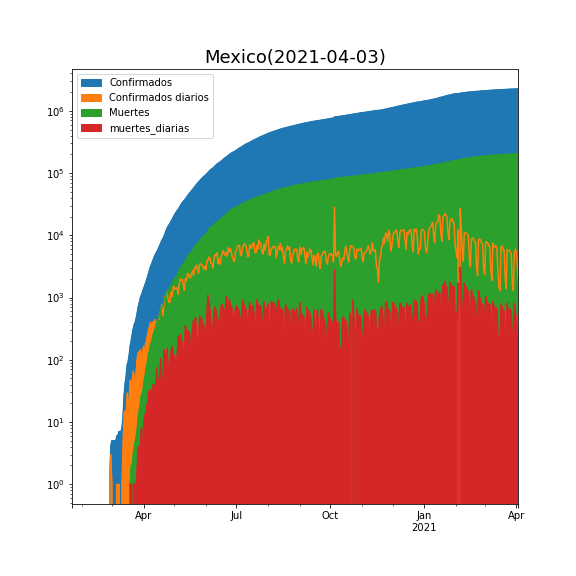 Mexico(2021-04-03)
Confirmados
Confirmados diarios
Muertes
muertes_diarias
10⁶
10⁵
10⁴
10³
10²
10¹
10⁰
Apr Jul Oct Jan Apr
2021